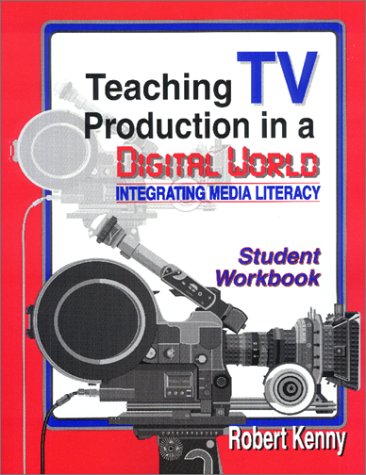 Teaching TV
Production in a
DIGITAL WORLD
INTEGRATING MEDIA LITERACY
Student
Workbook
Robert Kenny